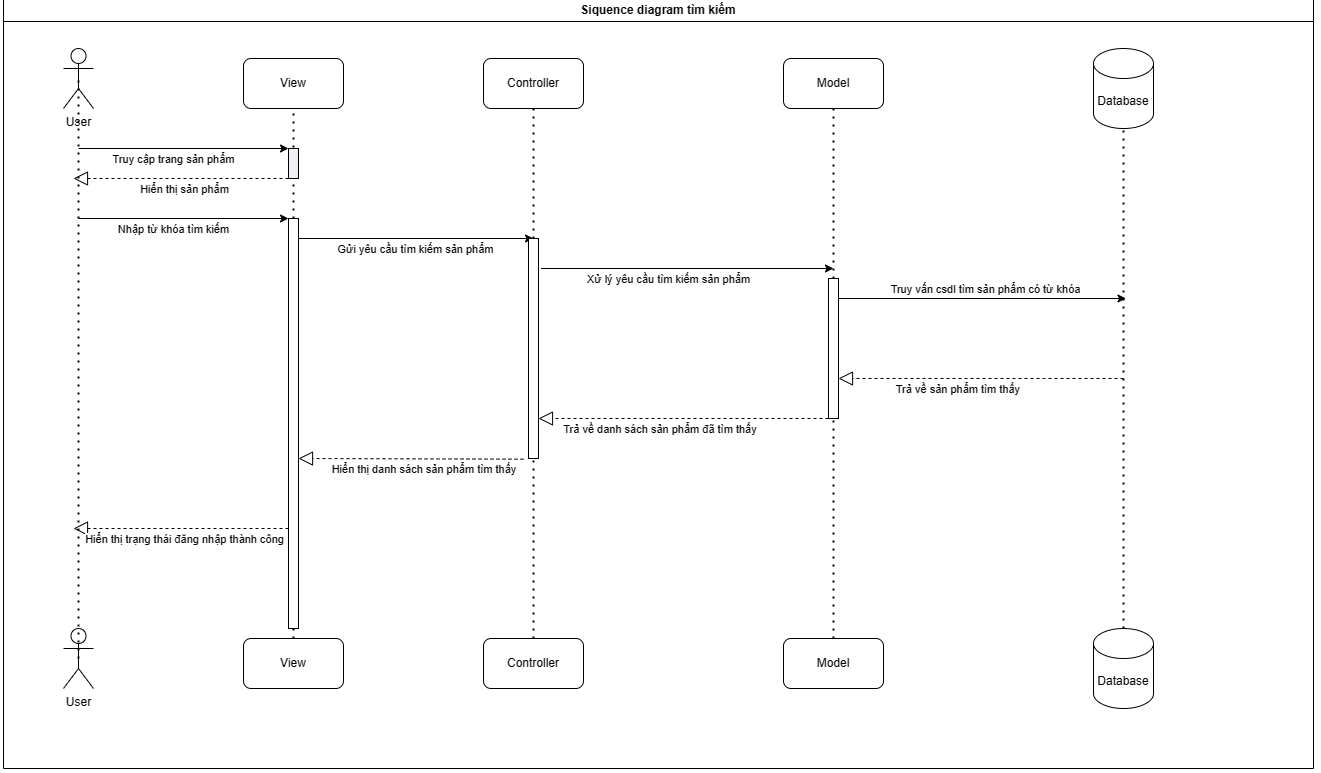 Siquence diagram tìm kiếm
User
View
Controller
Model
Database
Truy cập trang sản phẩm
Hiển thị sản phẩm
Nhập từ khóa tìm kiếm
Gửi yêu cầu tìm kiếm sản phẩm
Xử lý yêu cầu tìm kiếm sản phẩm
Truy vấn csdl tìm sản phẩm có từ khóa
Trả về sản phẩm tìm thấy
Trả về danh sách sản phẩm đã tìm thấy
Hiển thị danh sách sản phẩm tìm thấy
Hiển thị trạng thái đăng nhập thành công
User
View
Controller
Model
Database